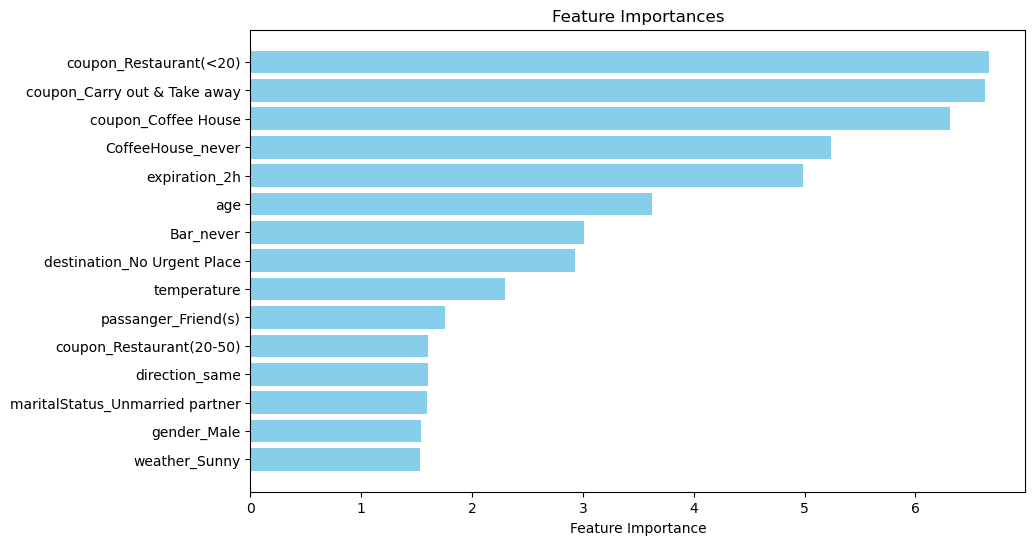 Feature Importances
coupon_Restaurant(<20)
coupon_Carry out & Take away
coupon_Coffee House
CoffeeHouse_never
expiration_2h
age
Bar_never
destination_No Urgent Place
temperature
passanger_Friend(s)
coupon_Restaurant(20-50)
direction_same
maritalStatus_Unmarried partner
gender_Male
weather_Sunny
0 1 2 3 4 5 6
Feature Importance